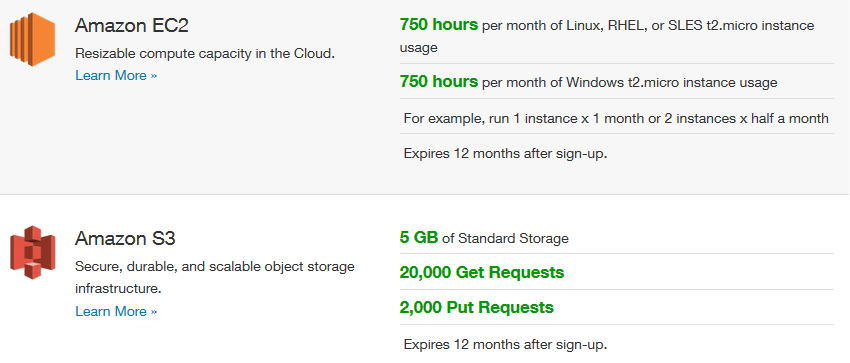 Amazon EC2
Resizable compute capacity in the Cloud.
Learn More »
750 hours per month of Linux, RHEL, or SLES t2.micro instance
usage
750 hours per month of Windows t2.micro instance usage
For example, run 1 instance x 1 month or 2 instances x half a month
Expires 12 months after sign-up.
Amazon S3
Secure, durable, and scalable object storage
infrastructure.
Learn More »
5 GB of Standard Storage
20,000 Get Requests
2,000 Put Requests
Expires 12 months after sign-up.